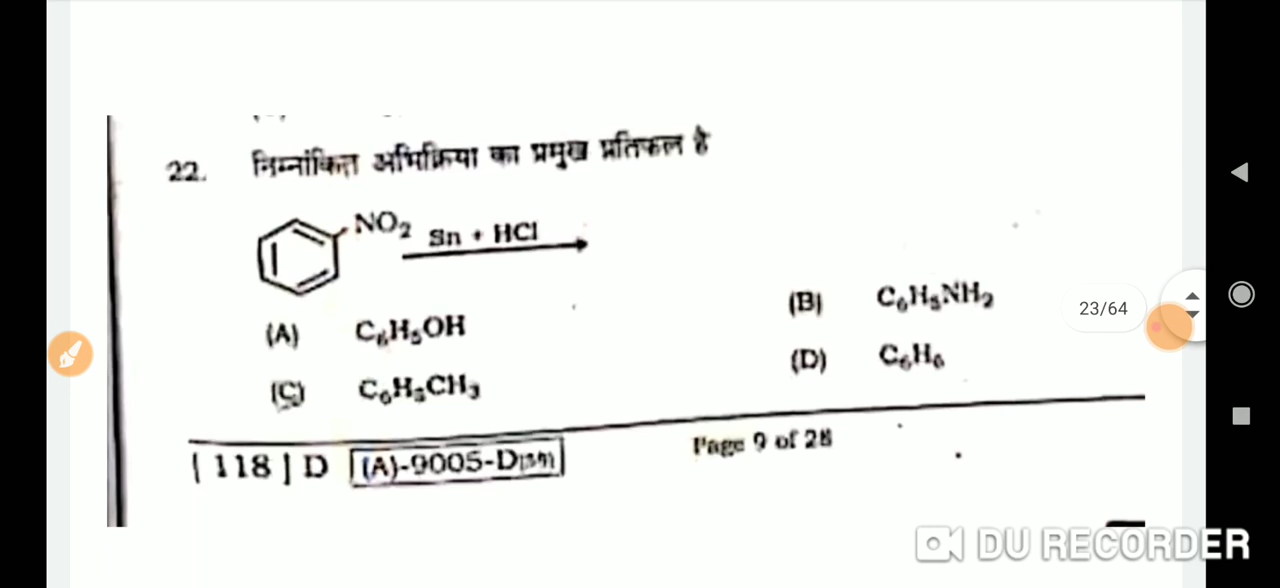 22. निम्नांकित अभिक्रिया का प्रमुख प्रतिफल है
NO2 Sn + HCl
(A) C6H5OH
(B) C6H5NH2
(C) C6H5CH3
(D) C6H6
[ 118 ] D (A)-9005-D
Page 9 of 28
23/64
DU RECORDER